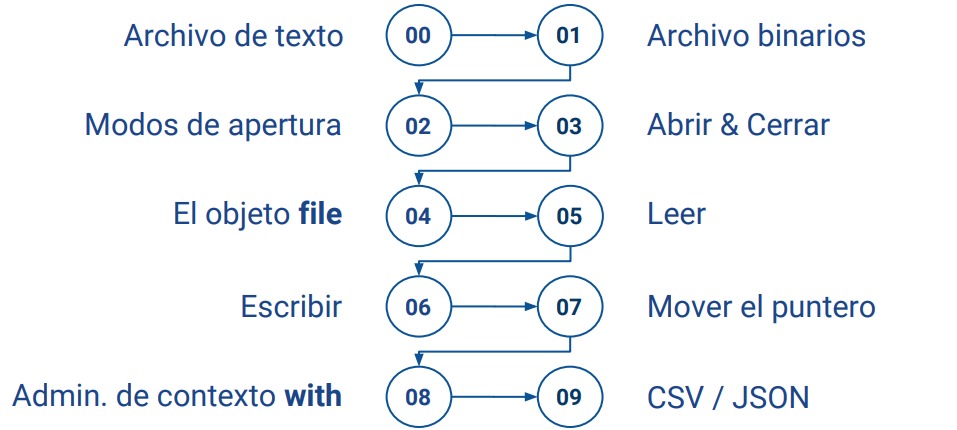 Archivo de texto 00 01 Archivo binarios
Modos de apertura 02 03 Abrir & Cerrar
El objeto file 04 05 Leer
Escribir 06 07 Mover el puntero
Admin. de contexto with 08 09 CSV / JSON